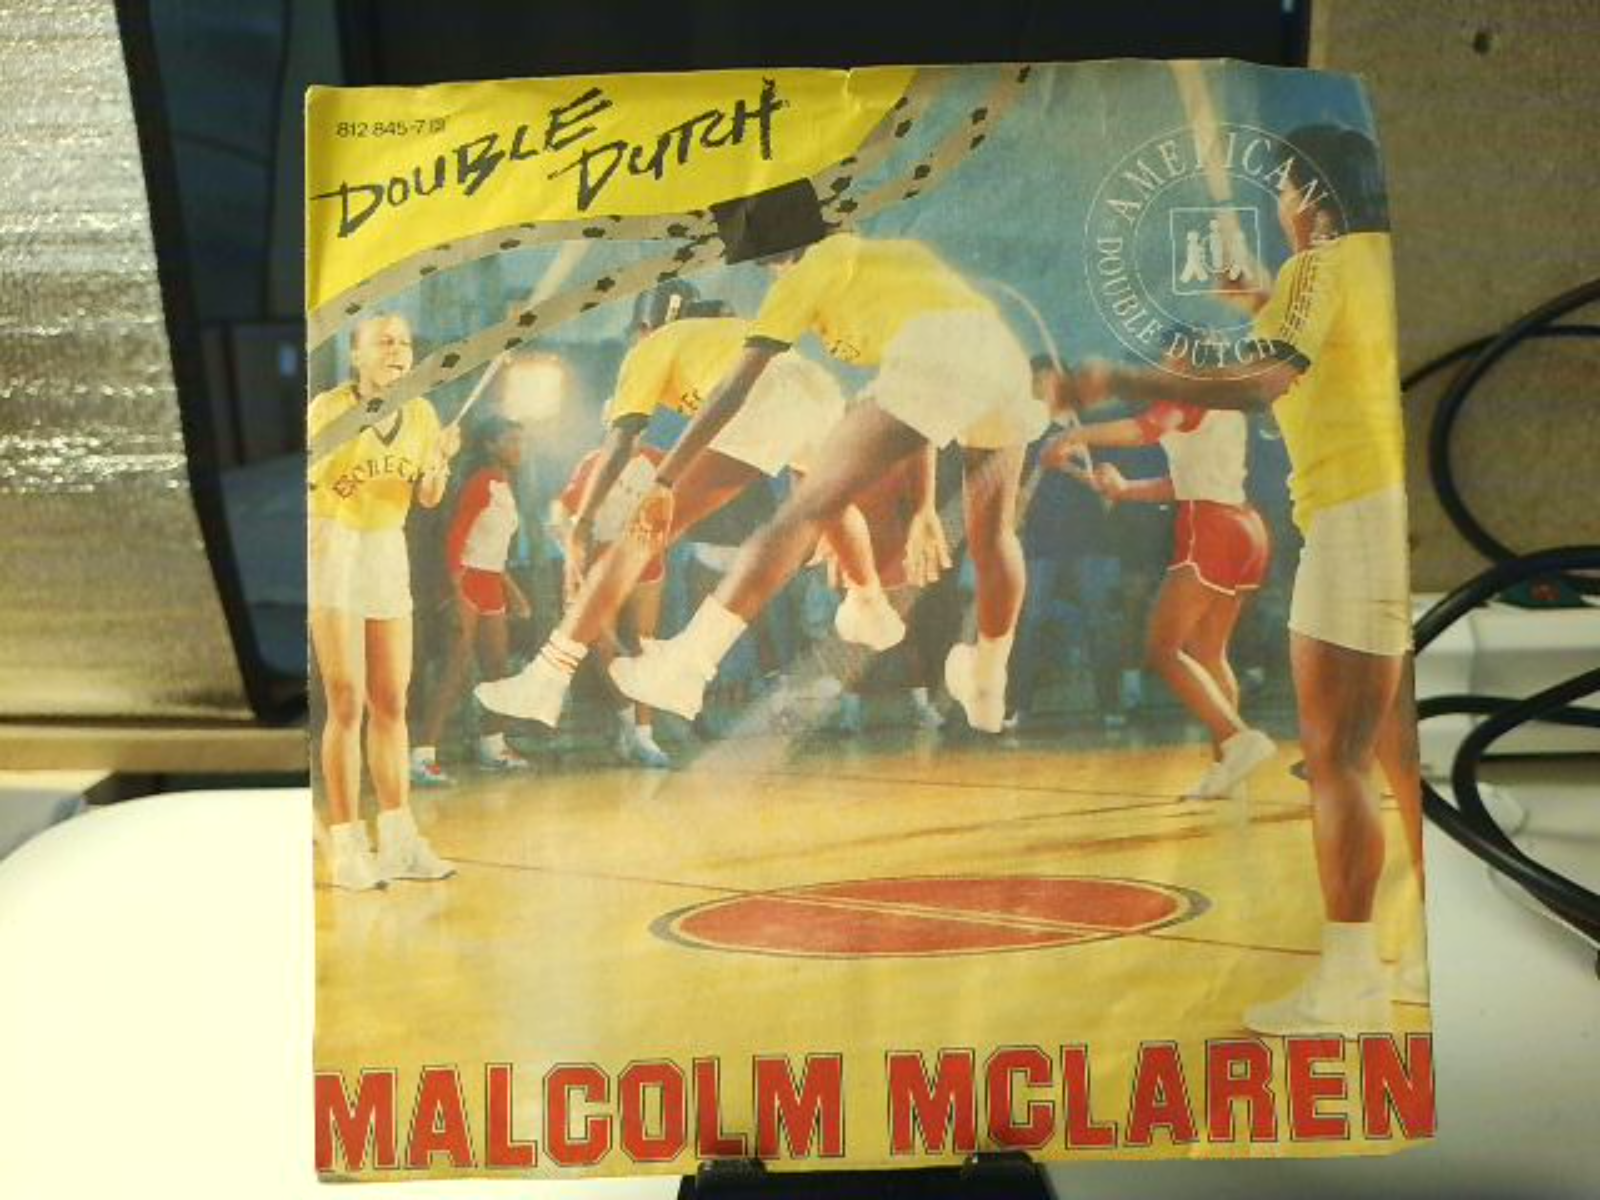 812 845-7
DOUBLE
DUTCH
AMERICAN
DOUBLE DUTCH
MALCOLM MCLAREN